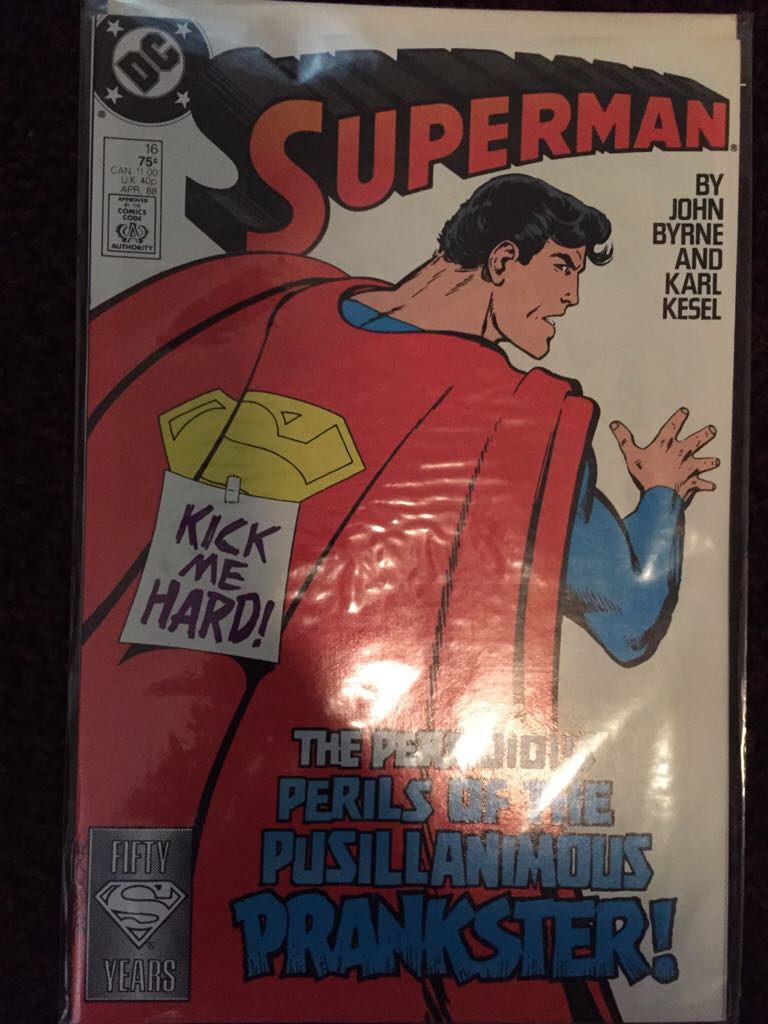 DC
®
SUPERMAN®
16
75¢
CAN $1.00
U.K. 40p
APR. 88
APPROVED
BY THE
COMICS
CODE
AUTHORITY
BY
JOHN
BYRNE
AND
KARL
KESEL
S
KICK
ME
HARD!
THE
PERILS OF THE
PUSILLANIMOUS
PRANKSTER!
FIFTY
S
YEARS